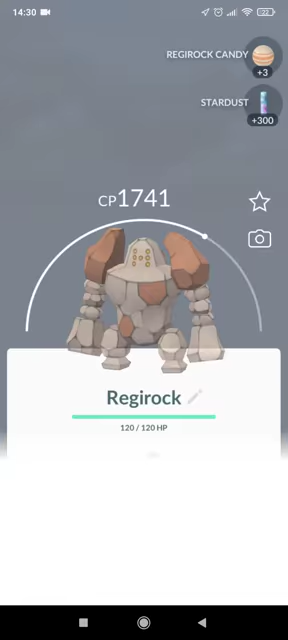 14:30
REGIROCK CANDY
+3
STARDUST
+300
CP1741
Regirock
120 / 120 HP